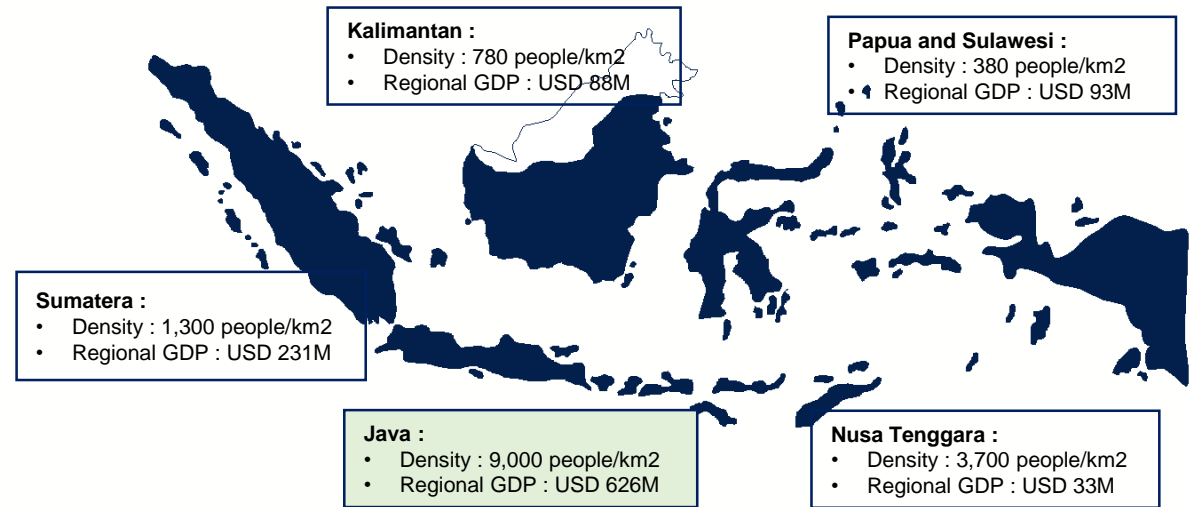 Kalimantan :
• Density : 780 people/km2
• Regional GDP : USD 88M
Papua and Sulawesi :
• Density : 380 people/km2
• Regional GDP : USD 93M
Sumatera :
• Density : 1,300 people/km2
• Regional GDP : USD 231M
Java :
• Density : 9,000 people/km2
• Regional GDP : USD 626M
Nusa Tenggara :
• Density : 3,700 people/km2
• Regional GDP : USD 33M